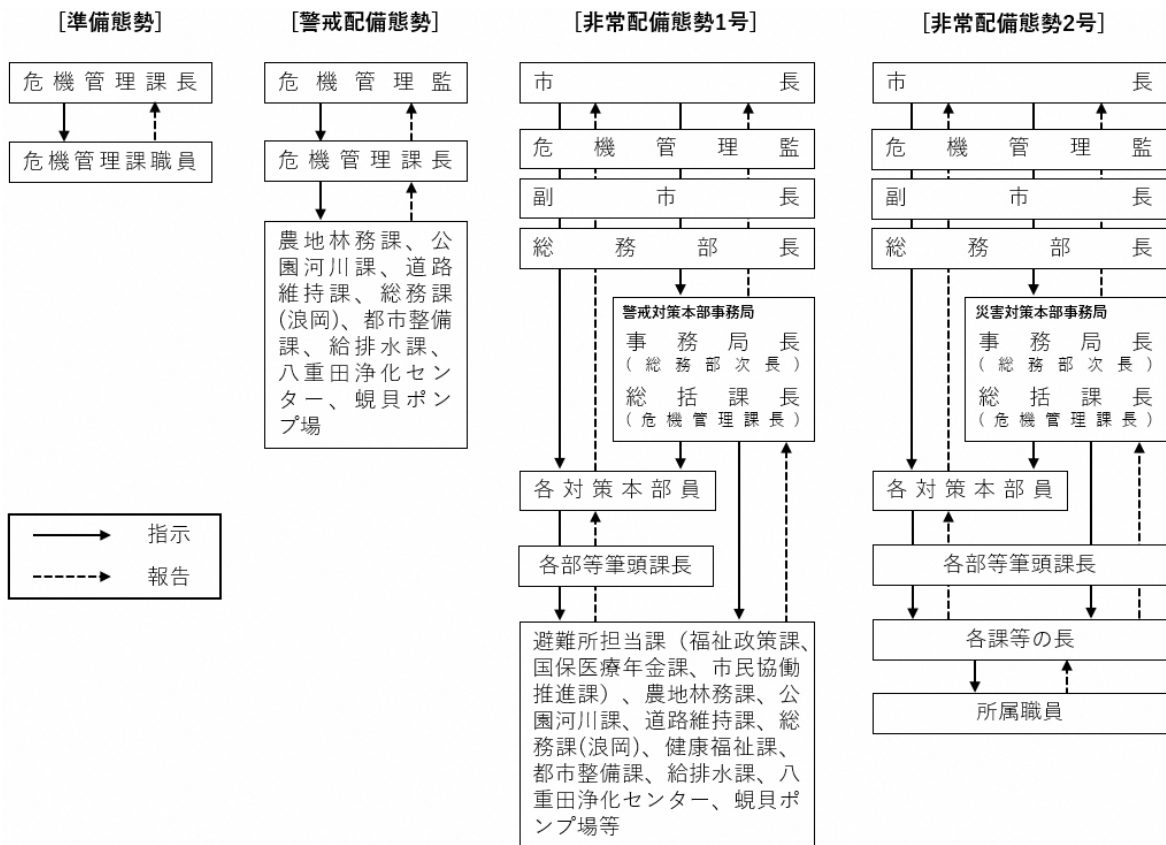 [準備態勢]
危機管理課長
危機管理課職員
指示
報告
[警戒配備態勢]
危機管理監
危機管理課長
農地林務課、公
園河川課、道路
維持課、総務課
(浪岡)、都市整備
課、給排水課、
八重田浄化セン
ター、蜆貝ポン
プ場
[非常配備態勢1号]
市長
危機管理監
副市長
総務部長
警戒対策本部事務局
事務局長
(総務部次長)
総括課長
(危機管理課長)
各対策本部員
各部等筆頭課長
避難所担当課（福祉政策課、
国保医療年金課、市民協働
推進課）、農地林務課、公
園河川課、道路維持課、総
務課(浪岡)、健康福祉課、
都市整備課、給排水課、八
重田浄化センター、蜆貝ポ
ンプ場等
[非常配備態勢2号]
市長
危機管理監
副市長
総務部長
災害対策本部事務局
事務局長
(総務部次長)
総括課長
(危機管理課長)
各対策本部員
各部等筆頭課長
各課等の長
所属職員